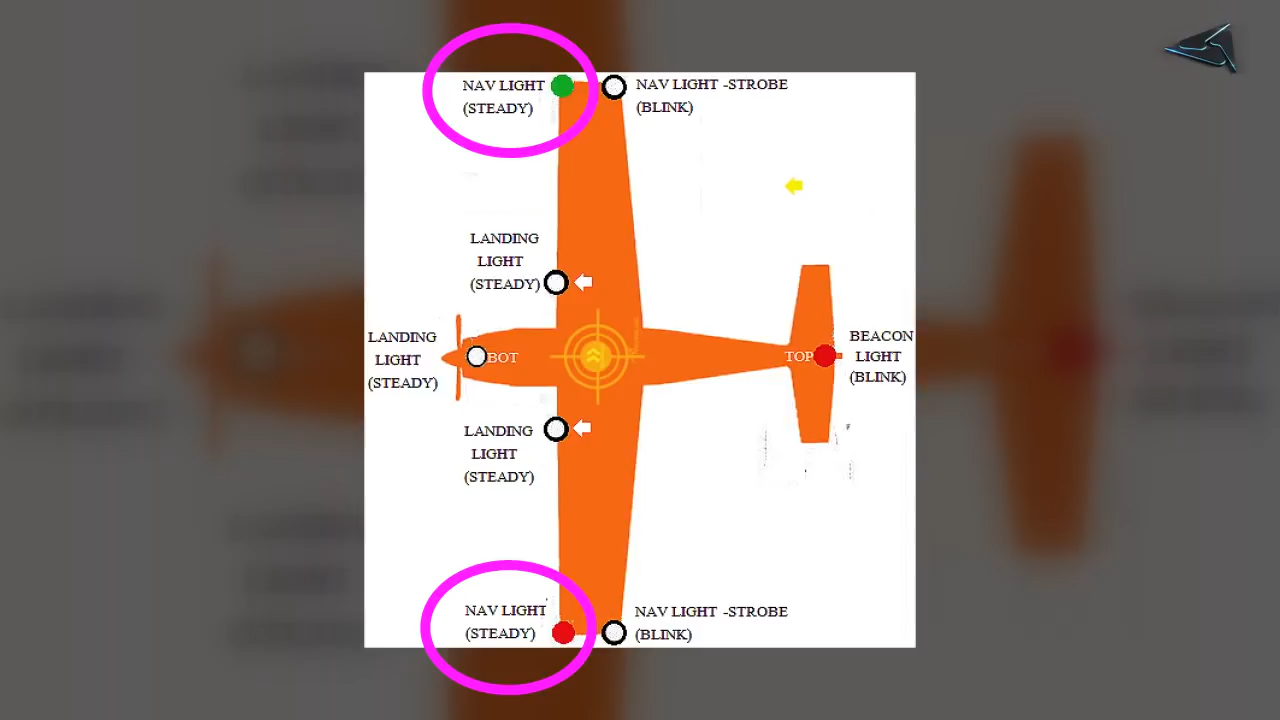 NAV LIGHT
(STEADY)
NAV LIGHT -STROBE
(BLINK)
LANDING
LIGHT
(STEADY)
LANDING
LIGHT
(STEADY)
BOT
TOP
BEACON
LIGHT
(BLINK)
LANDING
LIGHT
(STEADY)
NAV LIGHT
(STEADY)
NAV LIGHT -STROBE
(BLINK)